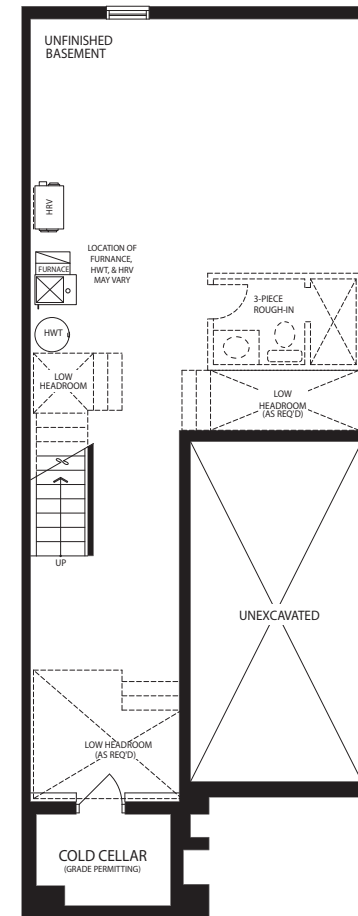 UNFINISHED
BASEMENT
HRV
LOCATION OF
FURNANCE,
HWT, & HRV
MAY VARY
FURNACE
3-PIECE
ROUGH-IN
HWT
LOW
HEADROOM
LOW
HEADROOM
(AS REQ'D)
UP
UNEXCAVATED
LOW HEADROOM
(AS REQ'D)
COLD CELLAR
(GRADE PERMITTING)